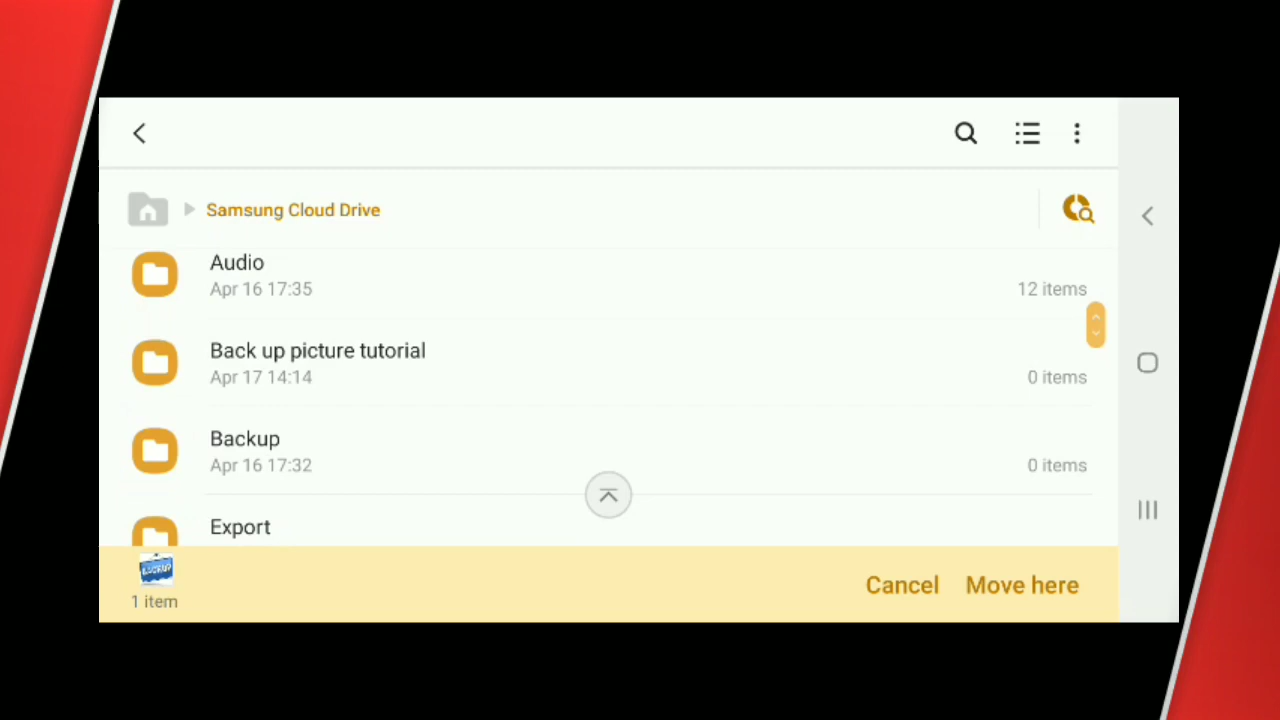 Samsung Cloud Drive
Audio
Apr 16 17:35
12 items
Back up picture tutorial
Apr 17 14:14
0 items
Backup
Apr 16 17:32
0 items
Export
BACKUP
1 item
Cancel
Move here